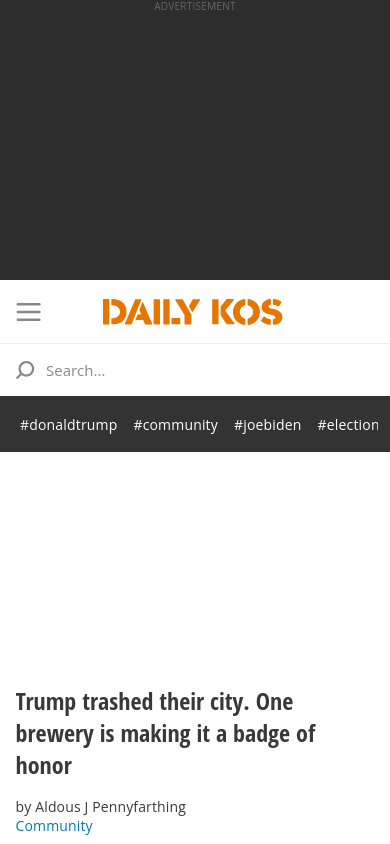 ADVERTISEMENT
DAILY KOS
Search...
#donaldtrump #community #joebiden #election
Trump trashed their city. One
brewery is making it a badge of
honor
by Aldous J Pennyfarthing
Community